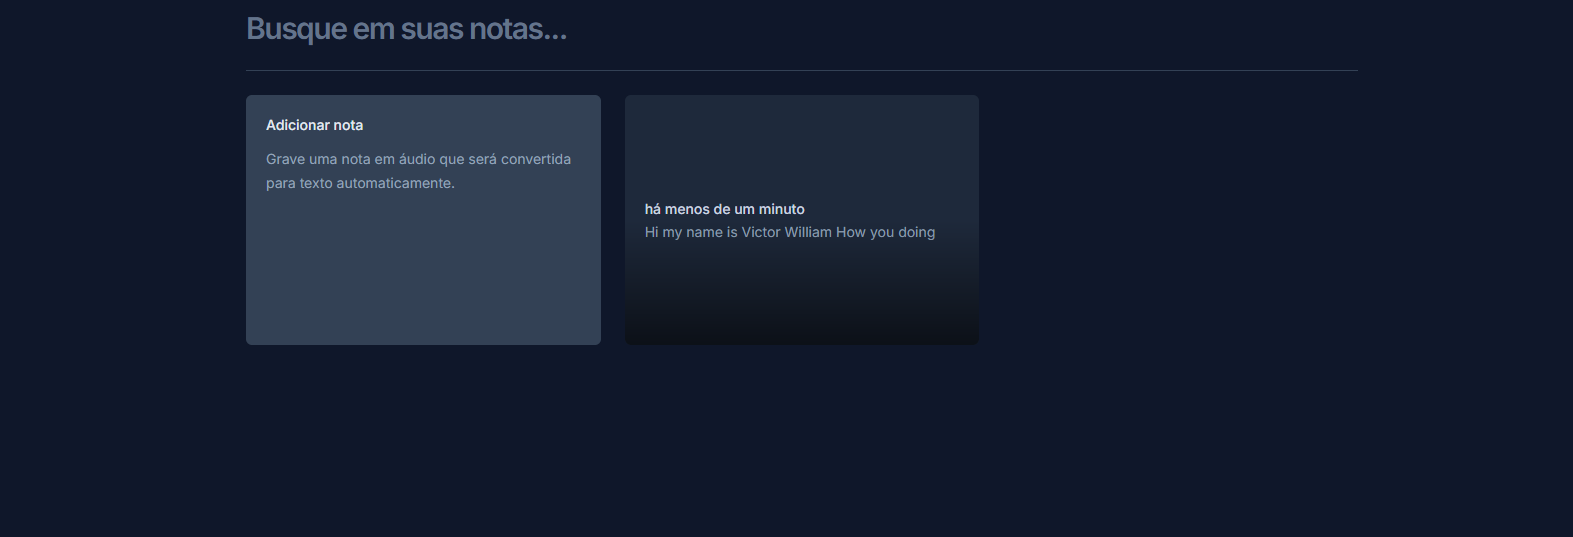 Busque em suas notas...
Adicionar nota
Grave uma nota em áudio que será convertida
para texto automaticamente.
há menos de um minuto
Hi my name is Victor William How you doing